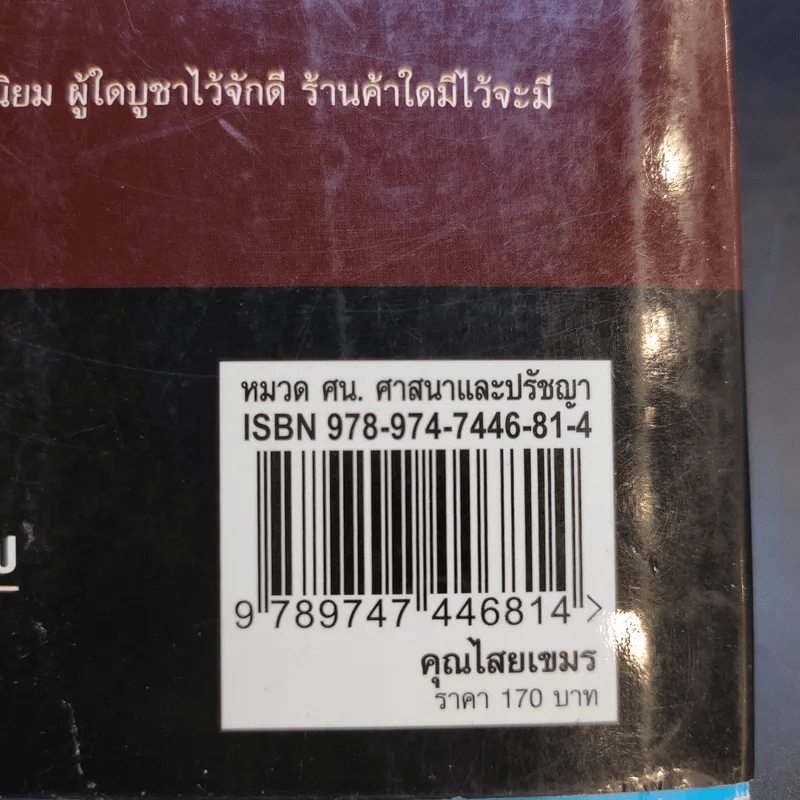 นิยม ผู้ใดบูชาไว้จักดี ร้านค้าใดมีไว้จะมี
หมวด ศน. ศาสนาและปรัชญา
ISBN 978-974-7446-81-4
9 789747 446814 >
คุณไสยเขมร
ราคา 170 บาท